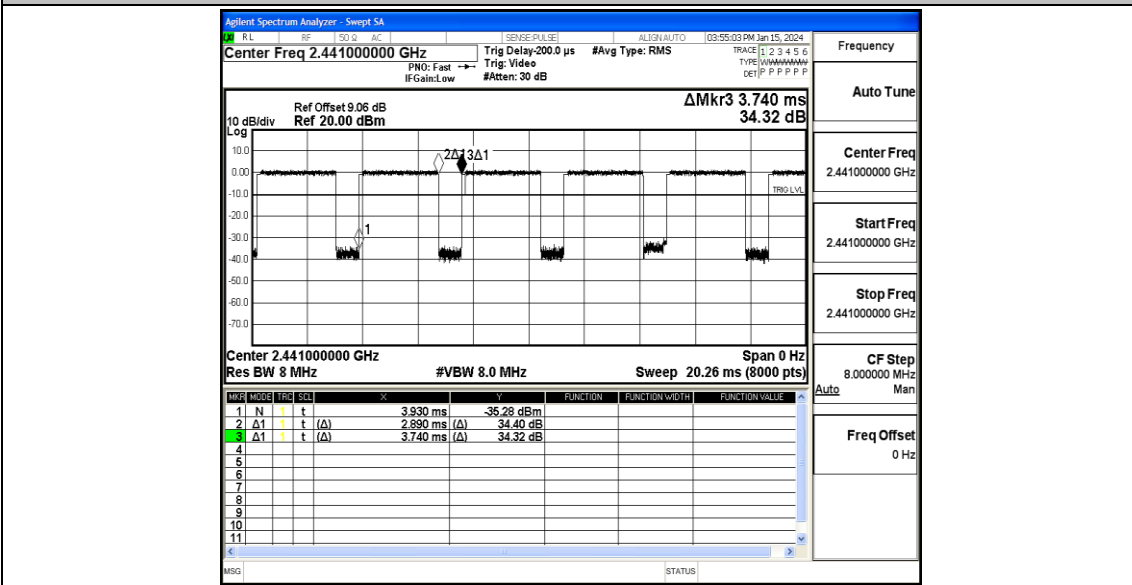 Agilent Spectrum Analyzer - Swept SA
RL RF 50 Ω AC SENSE:PULSE ALIGNAUTO 03:55:03 PM Jan 15, 2024
Center Freq 2.441000000 GHz
PNO: Fast
IFGain:Low
Trig Delay-200.0 µs
Trig: Video
#Atten: 30 dB
#Avg Type: RMS
TRACE 1 2 3 4 5 6
TYPE
DET P P P P P P
Frequency
Auto Tune
Center Freq
2.441000000 GHz
Start Freq
2.441000000 GHz
Stop Freq
2.441000000 GHz
CF Step
8.000000 MHz
Auto Man
Freq Offset
0 Hz
ΔMkr3 3.740 ms
34.32 dB
Ref Offset 9.06 dB
10 dB/div Ref 20.00 dBm
Log
10.0
0.00
-10.0
-20.0
-30.0
-40.0
-50.0
-60.0
-70.0
2Δ1 3Δ1
1
TRIG LVL
Center 2.441000000 GHz Span 0 Hz
Res BW 8 MHz #VBW 8.0 MHz Sweep 20.26 ms (8000 pts)
MKR MODE TRC SCL X Y FUNCTION FUNCTION WIDTH FUNCTION VALUE
1 N 1 t 3.930 ms -35.28 dBm
2 Δ1 1 t (Δ) 2.890 ms (Δ) 34.40 dB
3 Δ1 1 t (Δ) 3.740 ms (Δ) 34.32 dB
4
5
6
7
8
9
10
11
MSG STATUS